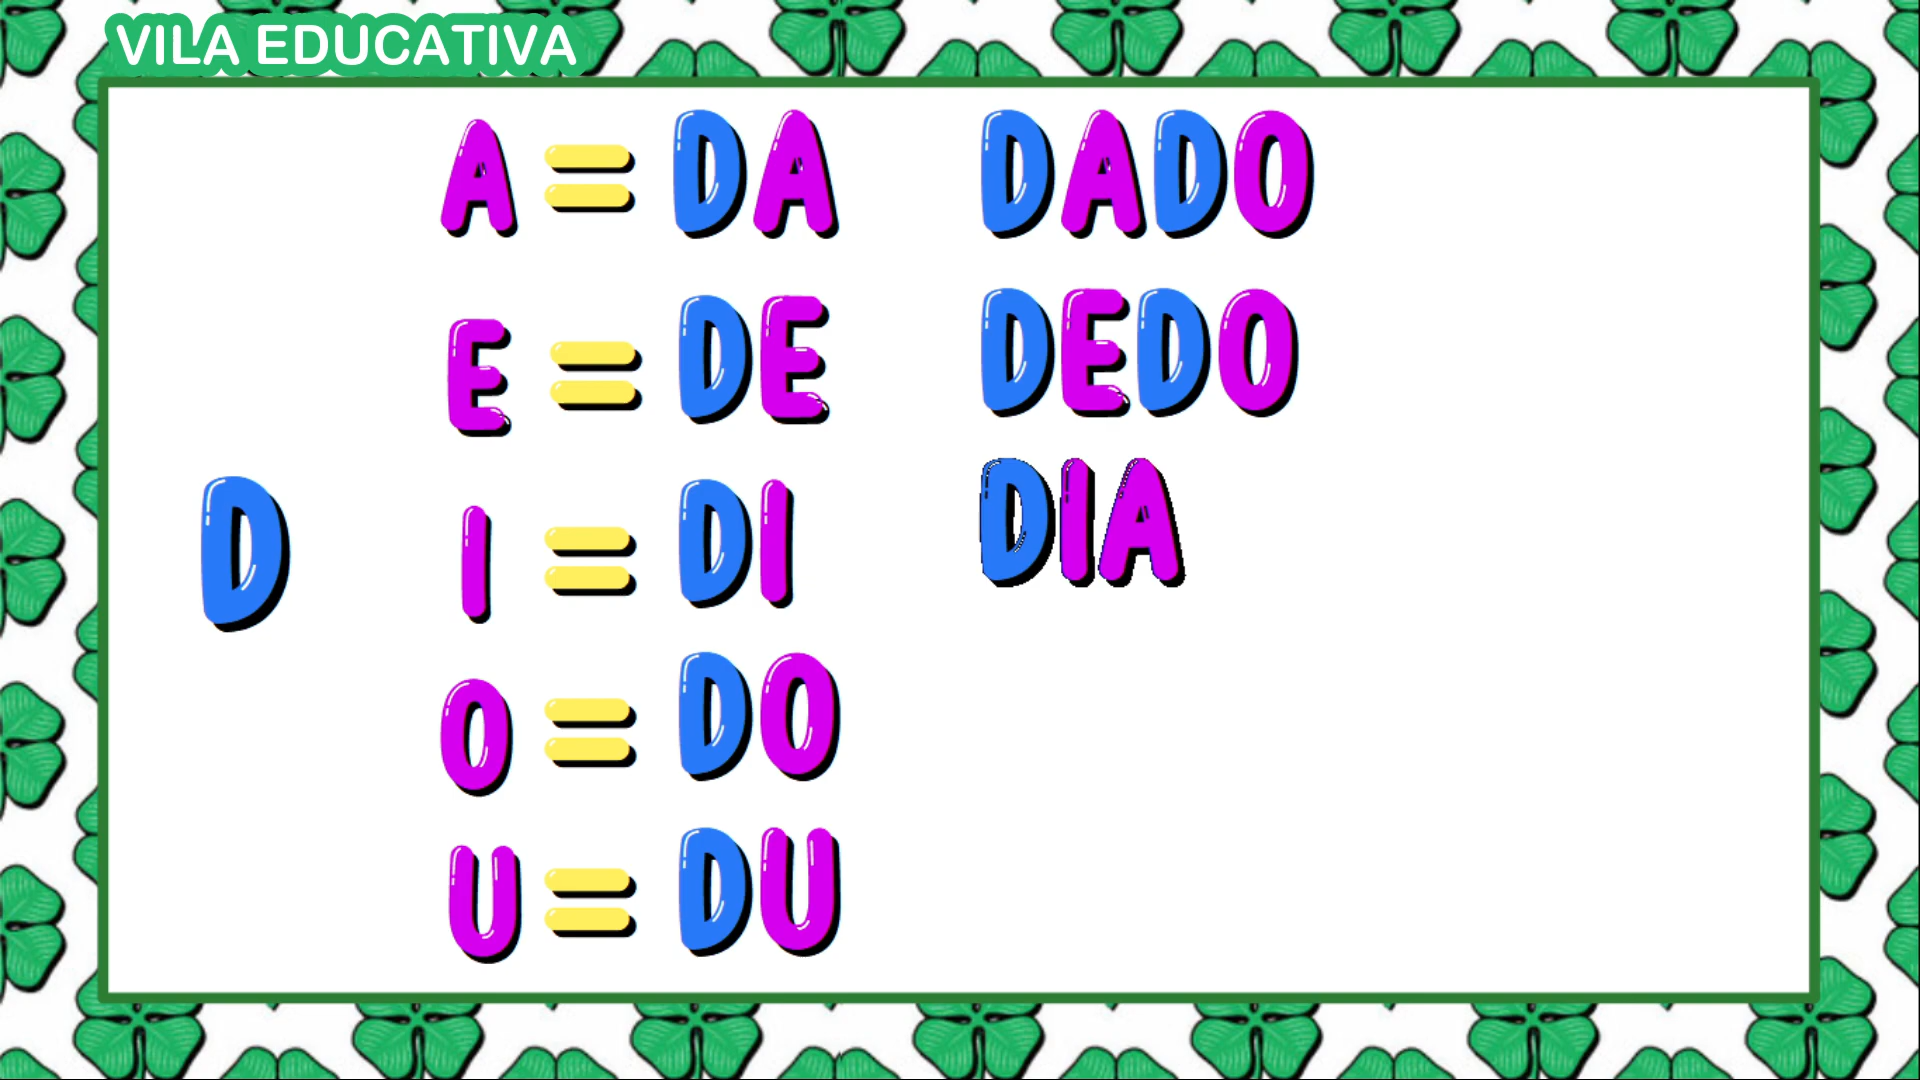 VILA EDUCATIVA
A = DA DADO
E = DE DEDO
D I = DI DIA
O = DO
U = DU